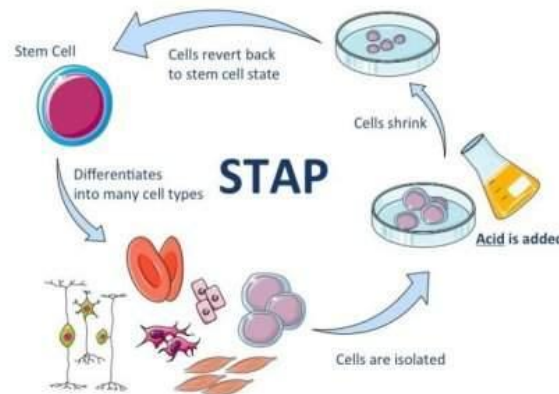 Stem Cell
Cells revert back
to stem cell state
Cells shrink
Differentiates
into many cell types
STAP
Acid is added
Cells are isolated